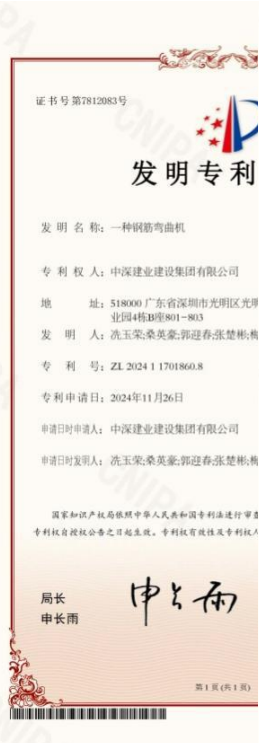 证书号第7812083号
发明专利
发 明 名 称：一种钢筋弯曲机
专 利 权 人：中深建业建设集团有限公司
地 址：518000 广东省深圳市光明区光明
业园4栋B座801-803
发 明 人：冼玉荣;桑英豪;郭迎春;张楚彬;梅
专 利 号：ZL 2024 1 1701860.8
专利申请日：2024年11月26日
申请日时申请人：中深建业建设集团有限公司
申请日时发明人：冼玉荣;桑英豪;郭迎春;张楚彬;梅
国家知识产权局依照中华人民共和国专利法进行审查
专利权自授权公告之日起生效。专利权有效性及专利权人
局长
申长雨
申长雨
第 1 页 (共 1 页)
CNIPA